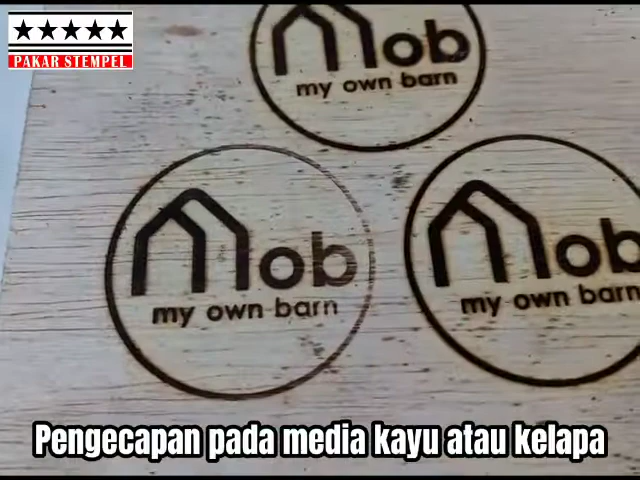 ★★★★★
PAKAR STEMPEL
mob
my own barn
mob
my own barn
mob
my own barn
Pengecapan pada media kayu atau kelapa